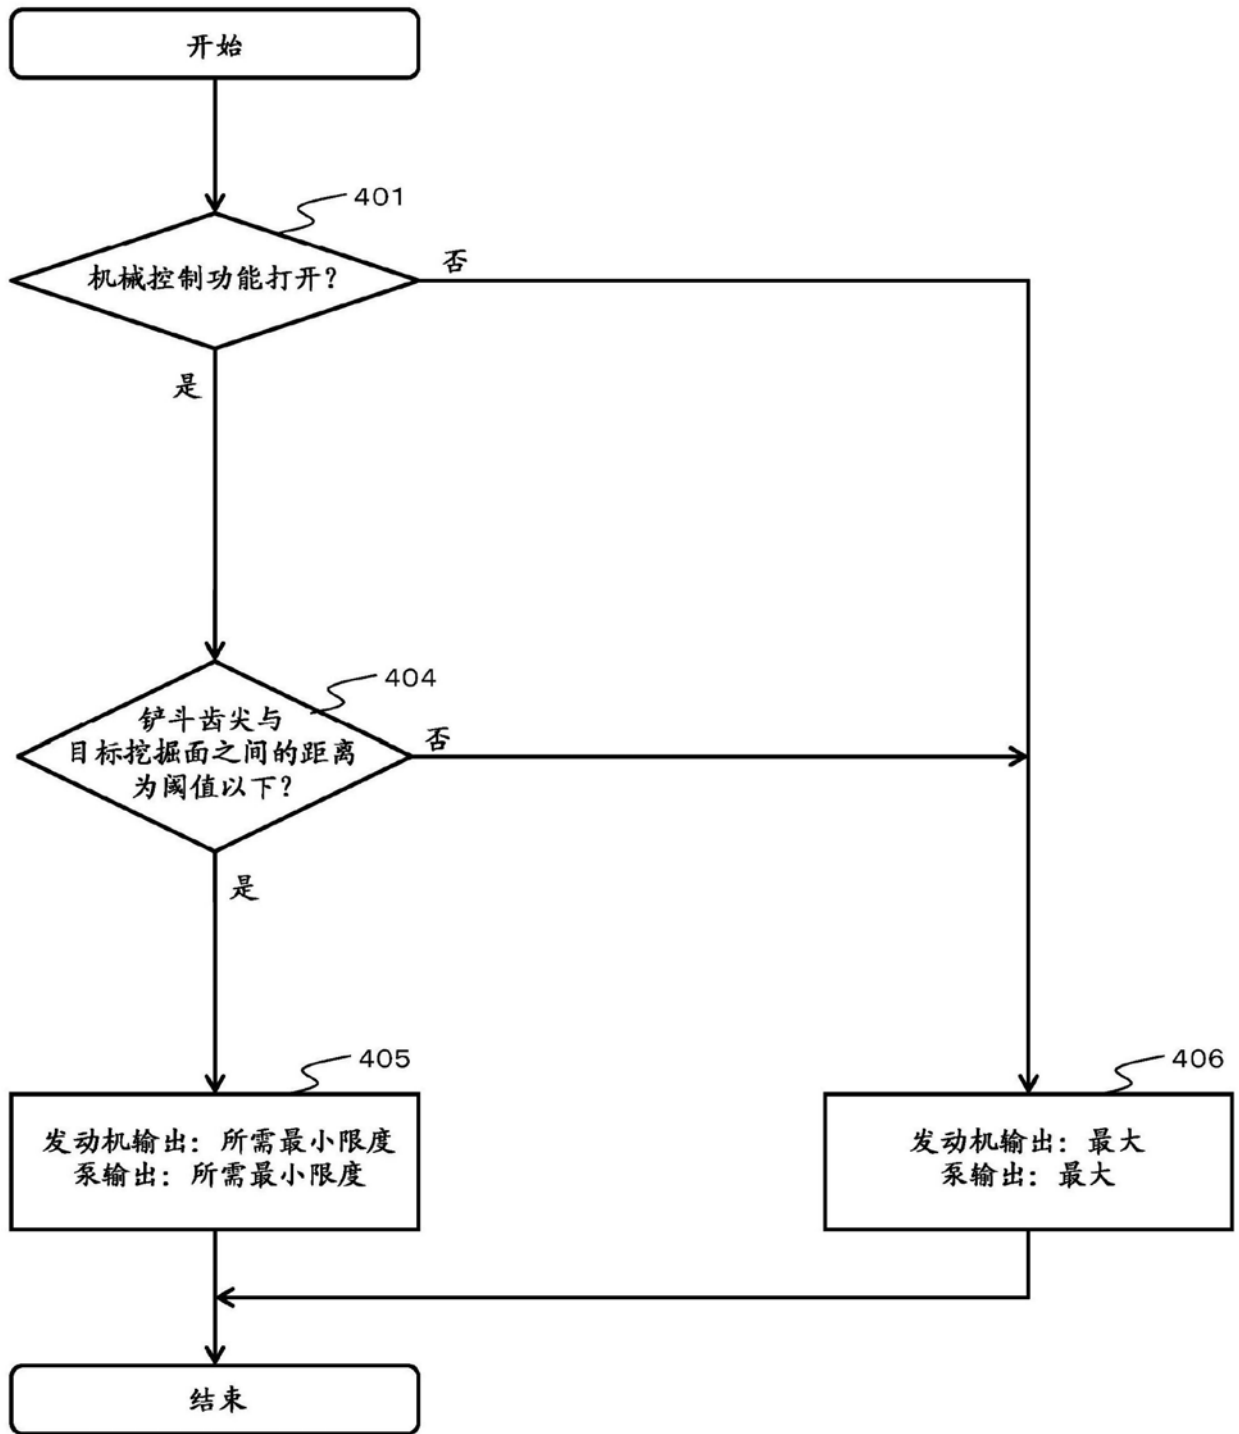 开始
401
机械控制功能打开?
否
是
404
铲斗齿尖与
目标挖掘面之间的距离
为阈值以下?
否
是
405
发动机输出: 所需最小限度
泵输出: 所需最小限度
406
发动机输出: 最大
泵输出: 最大
结束